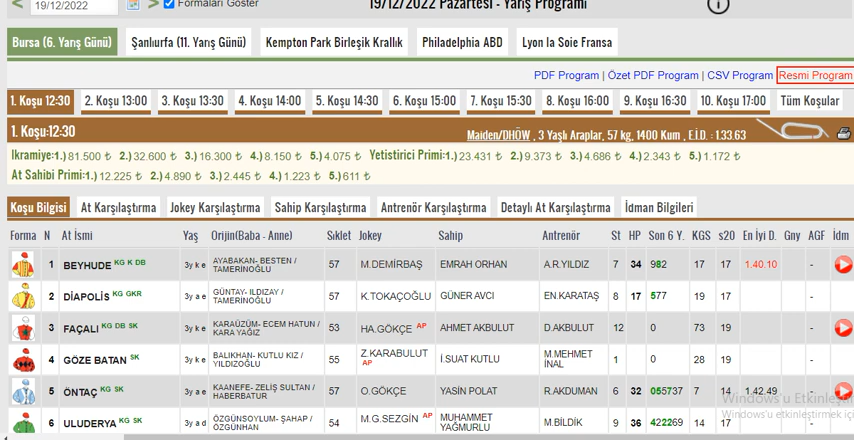 19/12/2022 Formaları Göster 19/12/2022 Pazartesi - Yarış Programı
Bursa (6. Yarış Günü) Şanlıurfa (11. Yarış Günü) Kempton Park Birleşik Krallık Philadelphia ABD Lyon la Soie Fransa
PDF Program | Özet PDF Program | CSV Program Resmi Program
1. Koşu 12:30 2. Koşu 13:00 3. Koşu 13:30 4. Koşu 14:00 5. Koşu 14:30 6. Koşu 15:00 7. Koşu 15:30 8. Koşu 16:00 9. Koşu 16:30 10. Koşu 17:00 Tüm Koşular
1. Koşu:12:30 Maiden/DHÖW , 3 Yaşlı Araplar, 57 kg, 1400 Kum , E.İ.D. : 1.33.63
Ikramiye:1.) 81.500 ₺ 2.) 32.600 ₺ 3.) 16.300 ₺ 4.) 8.150 ₺ 5.) 4.075 ₺ Yetistirici Primi:1.) 23.431 ₺ 2.) 9.373 ₺ 3.) 4.686 ₺ 4.) 2.343 ₺ 5.) 1.172 ₺
At Sahibi Primi:1.) 12.225 ₺ 2.) 4.890 ₺ 3.) 2.445 ₺ 4.) 1.223 ₺ 5.) 611 ₺
Koşu Bilgisi At Karşılaştırma Jokey Karşılaştırma Sahip Karşılaştırma Antrenör Karşılaştırma Detaylı At Karşılaştırma İdman Bilgileri
Forma N At İsmi Yaş Orijin(Baba - Anne) Sıklet Jokey Sahip Antrenör St HP Son 6 Y. KGS s20 En İyi D. Gny AGF İdm
1 BEYHUDE KG K DB 3y k e AYABAKAN- BESTEN / TAMERİNOĞLU 57 M.DEMİRBAŞ EMRAH ORHAN A.R.YILDIZ 7 34 982 17 17 1.40.10 -
2 DİAPOLİS KG GKR 3y a e GÜNTAY- ILDIZAY / TAMERİNOĞLU 57 K.TOKAÇOĞLU GÜNER AVCI EN.KARATAŞ 8 17 577 19 17 -
3 FAÇALI KG DB SK 3y k e KARAÜZÜM- ECEM HATUN / KARA YAĞIZ 53 HA.GÖKÇE AP AHMET AKBULUT D.AKBULUT 12 0 73 19 -
4 GÖZE BATAN SK 3y k e BALIKHAN- KUTLU KIZ / YILDIZOĞLU 55 Z.KARABULUT AP İ.SUAT KUTLU M.MEHMET İNAL 1 0 28 19 -
5 ÖNTAÇ KG SK 3y a e KAANEFE- ZELİŞ SULTAN / HABERBATUR 57 O.GÖKÇE YASİN POLAT R.AKDUMAN 6 32 055737 7 14 1.42.49 -
6 ULUDERYA KG SK 3y a d ÖZGÜNSOYLUM- ŞAHAP / ÖZGÜNHAN 54 M.G.SEZGİN AP MUHAMMET YAĞMURLU M.BİLDİK 9 36 422269 14 17 -
Windows'u Etkinleştir
Windows'u etkinleştirmek içi